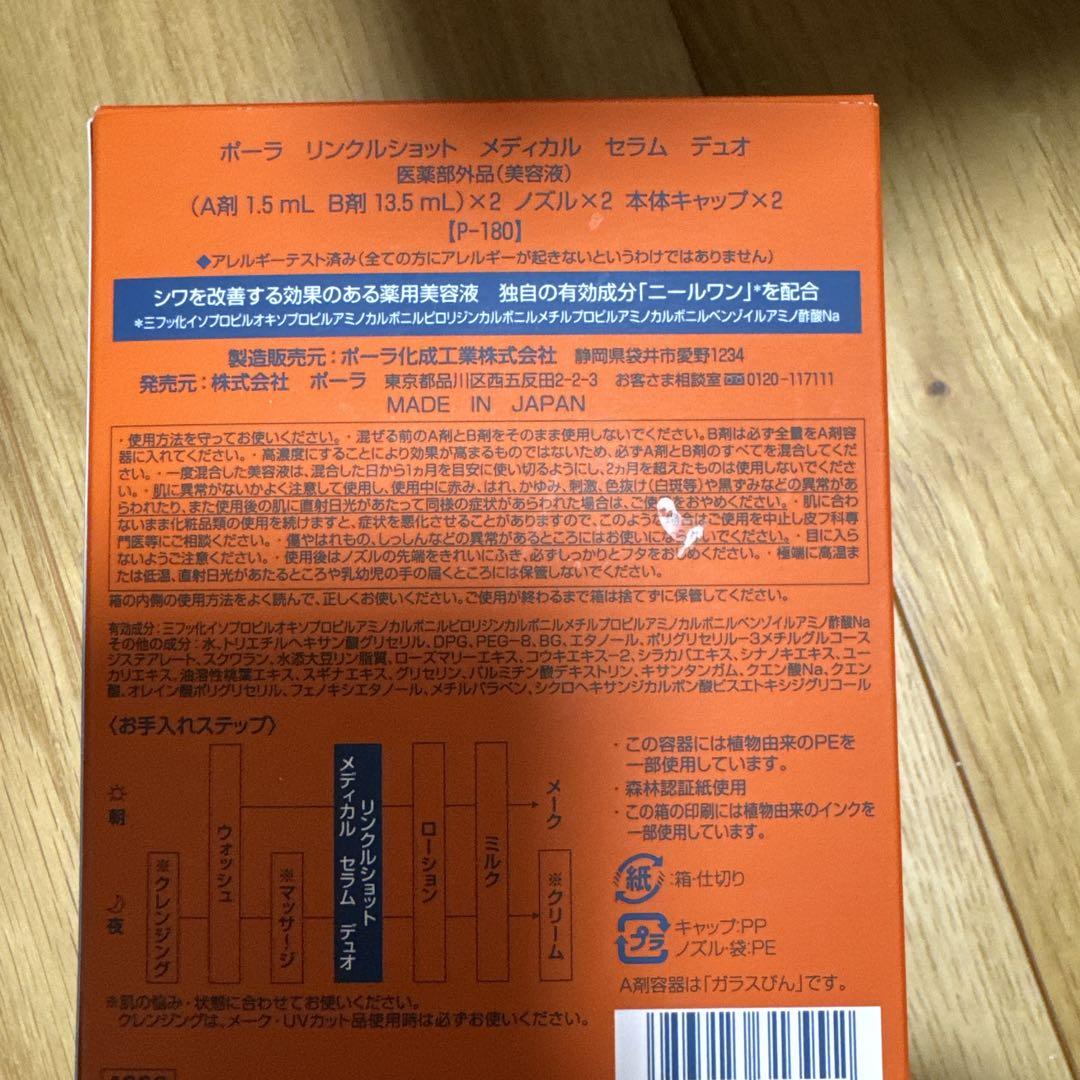 ポーラ リンクルショット メディカル セラム デュオ
医薬部外品(美容液)
(A剤 1.5 mL B剤 13.5 mL)×2 ノズル×2 本体キャップ×2
【P-180】
◆アレルギーテスト済み(全ての方にアレルギーが起きないというわけではありません)
シワを改善する効果のある薬用美容液 独自の有効成分「ニールワン」*を配合
*三フッ化イソプロピルオキソプロピルアミノカルボニルピロリジンカルボニルメチルプロピルアミノカルボニルベンゾイルアミノ酢酸Na
製造販売元:ポーラ化成工業株式会社 静岡県袋井市愛野1234
発売元:株式会社 ポーラ 東京都品川区西五反田2-2-3 お客さま相談室 0120-117111
MADE IN JAPAN
・使用方法を守ってお使いください。・混ぜる前のA剤とB剤をそのまま使用しないでください。B剤は必ず全量をA剤容
器に入れてください。・高濃度にすることにより効果が高まるものではないため、必ずA剤とB剤のすべてを混合してくだ
さい。・一度混合した美容液は、混合した日から1ヵ月を目安に使い切るようにし、2ヵ月を超えたものは使用しないでくだ
さい。・肌に異常がないかよく注意して使用し、使用中に赤み、はれ、かゆみ、刺激、色抜け(白斑等)や黒ずみなどの異常があ
らわれたり、また使用後の肌に直射日光があたって同様の症状があらわれた場合は、ご使用をおやめください。・肌に合わ
ないまま化粧品類の使用を続けますと、症状を悪化させることがありますので、このような場合はご使用を中止し皮フ科専
門医等にご相談ください。・傷やはれもの、しっしんなどの異常があるところにはお使いにならないでください。・目に入ら
ないようご注意ください。・使用後はノズルの先端をきれいにふき、必ずしっかりとフタをおしめください。・極端に高温ま
たは低温、直射日光があたるところや乳幼児の手の届くところには保管しないでください。
箱の内側の使用方法をよく読んで、正しくお使いください。ご使用が終わるまで箱は捨てずに保管してください。
有効成分:三フッ化イソプロピルオキソプロピルアミノカルボニルピロリジンカルボニルメチルプロピルアミノカルボニルベンゾイルアミノ酢酸Na
その他の成分:水、トリエチルヘキサン酸グリセリル、DPG、PEG-8、BG、エタノール、ポリグリセリル-3メチルグルコース
ジステアレート、スクワラン、水添大豆リン脂質、ローズマリーエキス、コウキエキス-2、シラカバエキス、シナノキエキス、ユー
カリエキス、油溶性桃葉エキス、スギナエキス、グリセリン、パルミチン酸デキストリン、キサンタンガム、クエン酸Na、クエン
酸、オレイン酸ポリグリセリル、フェノキシエタノール、メチルパラベン、シクロヘキサンジカルボン酸ビスエトキシジグリコール
〈お手入れステップ〉
朝
夜
※クレンジング
ウォッシュ
※マッサージ
リンクルショット
メディカル セラム デュオ
ローション
ミルク
メーク
※クリーム
※肌の悩み・状態に合わせてお使いください。
クレンジングは、メーク・UVカット品使用時は必ずお使いください。
・この容器には植物由来のPEを
一部使用しています。
・森林認証紙使用
・この箱の印刷には植物由来のインクを
一部使用しています。
紙 :箱・仕切り
プラ
キャップ:PP
ノズル・袋:PE
A剤容器は「ガラスびん」です。